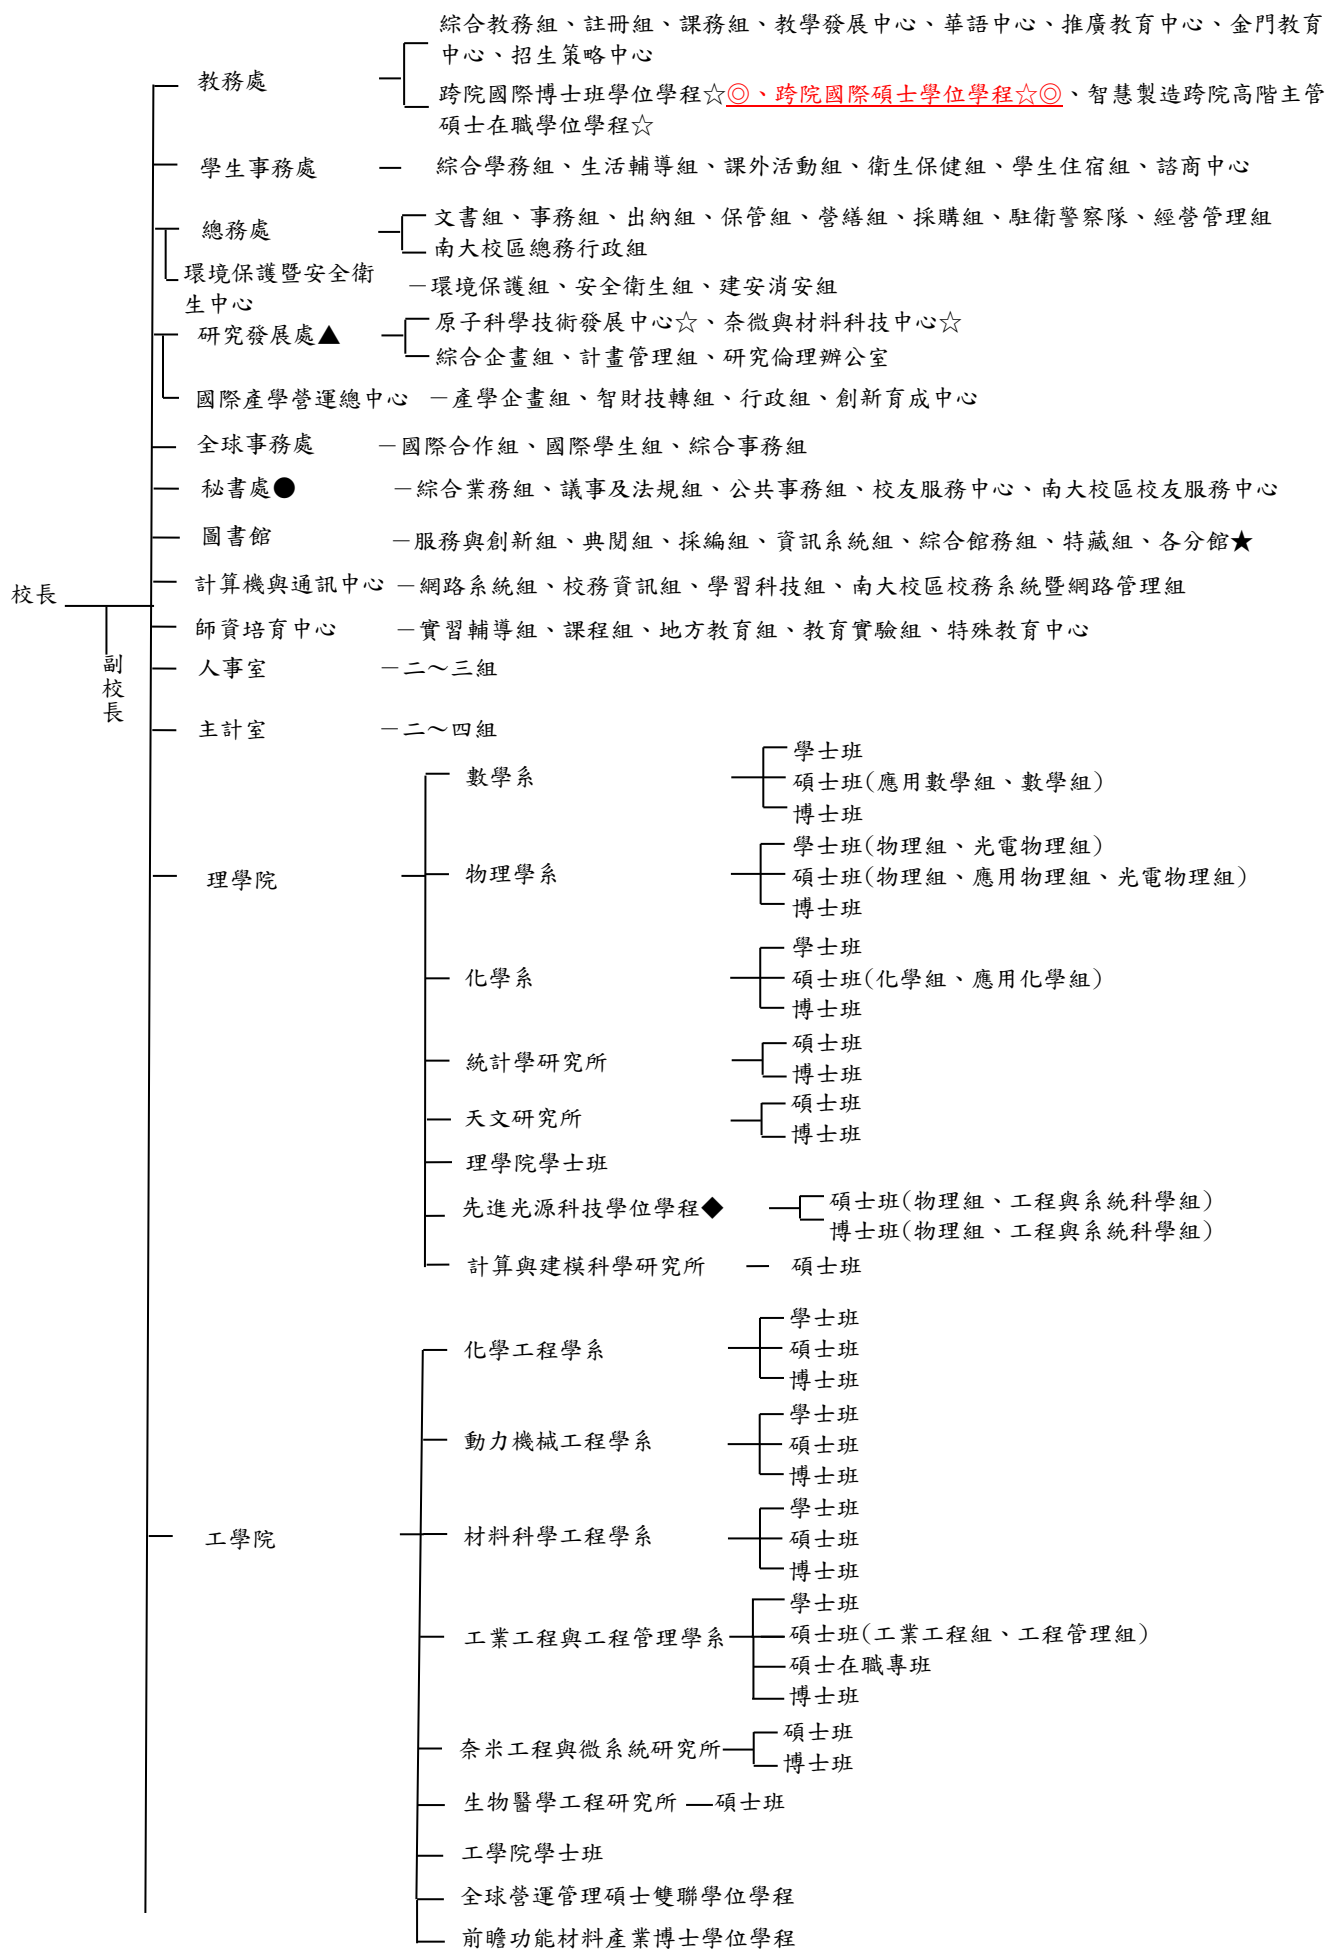 綜合教務組、註冊組、課務組、教學發展中心、華語中心、推廣教育中心、金門教育
中心、招生策略中心
教務處
跨院國際博士班學位學程☆◎、跨院國際碩士學位學程☆◎、智慧製造跨院高階主管
碩士在職學位學程☆
學生事務處
綜合學務組、生活輔導組、課外活動組、衛生保健組、學生住宿組、諮商中心
總務處
文書組、事務組、出納組、保管組、營繕組、採購組、駐衛警察隊、經營管理組
南大校區總務行政組
環境保護暨安全衛
生中心
－環境保護組、安全衛生組、建安消安組
研究發展處▲
原子科學技術發展中心☆、奈微與材料科技中心☆
綜合企畫組、計畫管理組、研究倫理辦公室
國際產學營運總中心 －產學企畫組、智財技轉組、行政組、創新育成中心
全球事務處 －國際合作組、國際學生組、綜合事務組
秘書處● －綜合業務組、議事及法規組、公共事務組、校友服務中心、南大校區校友服務中心
圖書館 －服務與創新組、典閱組、採編組、資訊系統組、綜合館務組、特藏組、各分館★
校長
副校長
計算機與通訊中心 －網路系統組、校務資訊組、學習科技組、南大校區校務系統暨網路管理組
師資培育中心 －實習輔導組、課程組、地方教育組、教育實驗組、特殊教育中心
人事室 －二～三組
主計室 －二～四組
理學院
數學系
學士班
碩士班(應用數學組、數學組)
博士班
物理學系
學士班(物理組、光電物理組)
碩士班(物理組、應用物理組、光電物理組)
博士班
化學系
學士班
碩士班(化學組、應用化學組)
博士班
統計學研究所
碩士班
博士班
天文研究所
碩士班
博士班
理學院學士班
先進光源科技學位學程◆
碩士班(物理組、工程與系統科學組)
博士班(物理組、工程與系統科學組)
計算與建模科學研究所 碩士班
工學院
化學工程學系
學士班
碩士班
博士班
動力機械工程學系
學士班
碩士班
博士班
材料科學工程學系
學士班
碩士班
博士班
工業工程與工程管理學系
學士班
碩士班(工業工程組、工程管理組)
碩士在職專班
博士班
奈米工程與微系統研究所
碩士班
博士班
生物醫學工程研究所 碩士班
工學院學士班
全球營運管理碩士雙聯學位學程
前瞻功能材料產業博士學位學程